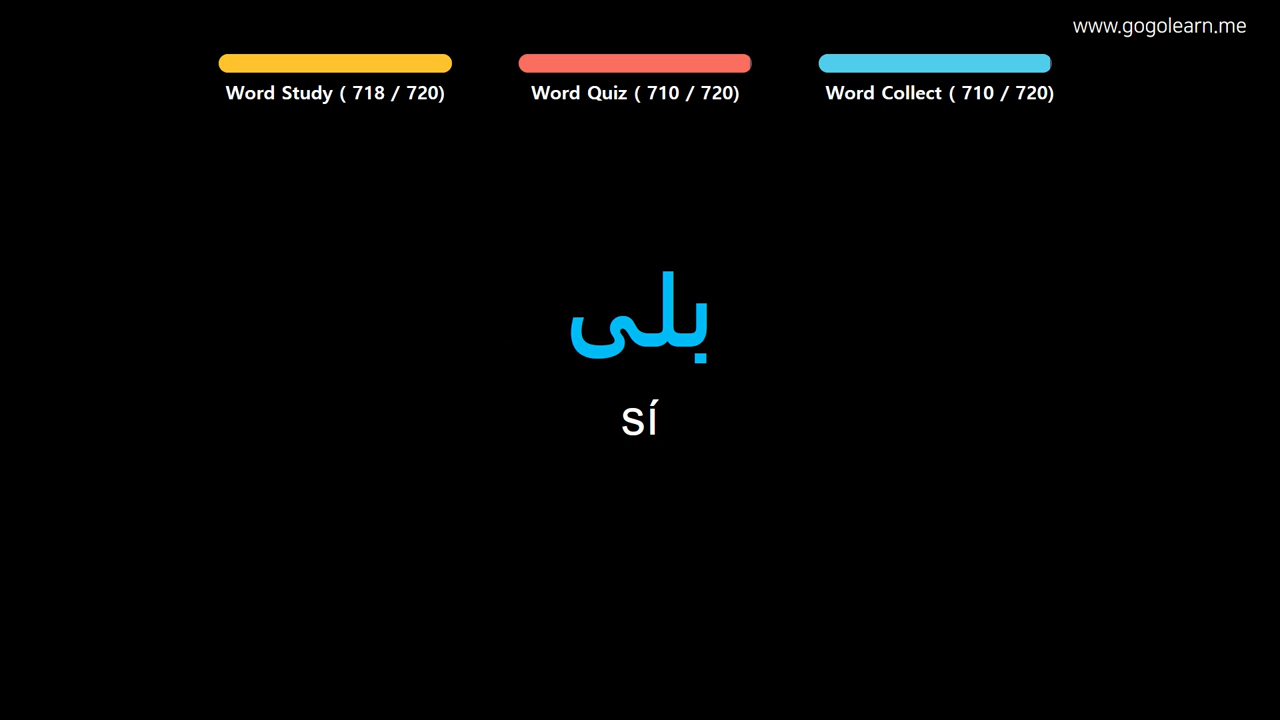 www.gogolearn.me
Word Study ( 718 / 720)
Word Quiz ( 710 / 720)
Word Collect ( 710 / 720)
بلی
sí